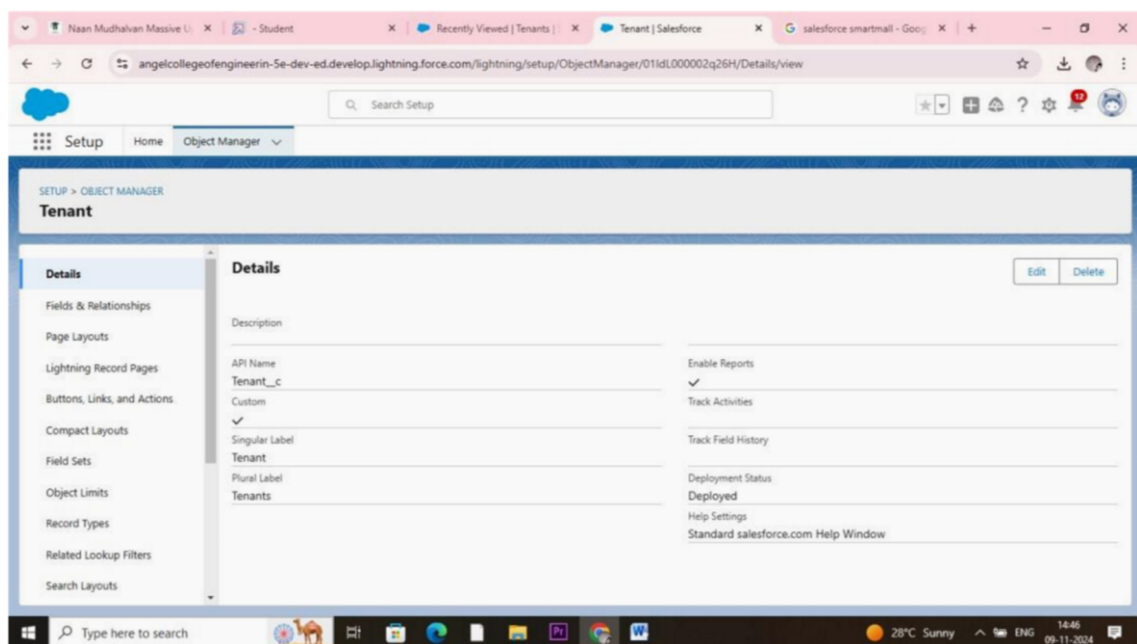 Naan Mudhalvan Massive U
- Student
Recently Viewed | Tenants |
Tenant | Salesforce
salesforce smartmall - Goog
angelcollegeofengineerin-5e-dev-ed.develop.lightning.force.com/lightning/setup/ObjectManager/01IdL000002q26H/Details/view
Search Setup
12
Setup
Home
Object Manager
SETUP > OBJECT MANAGER
Tenant
Details
Fields & Relationships
Page Layouts
Lightning Record Pages
Buttons, Links, and Actions
Compact Layouts
Field Sets
Object Limits
Record Types
Related Lookup Filters
Search Layouts
Details
Edit
Delete
Description
API Name
Tenant__c
Custom
Singular Label
Tenant
Plural Label
Tenants
Enable Reports
Track Activities
Track Field History
Deployment Status
Deployed
Help Settings
Standard salesforce.com Help Window
Type here to search
Pr
W
28°C Sunny
ENG
14:46
09-11-2024